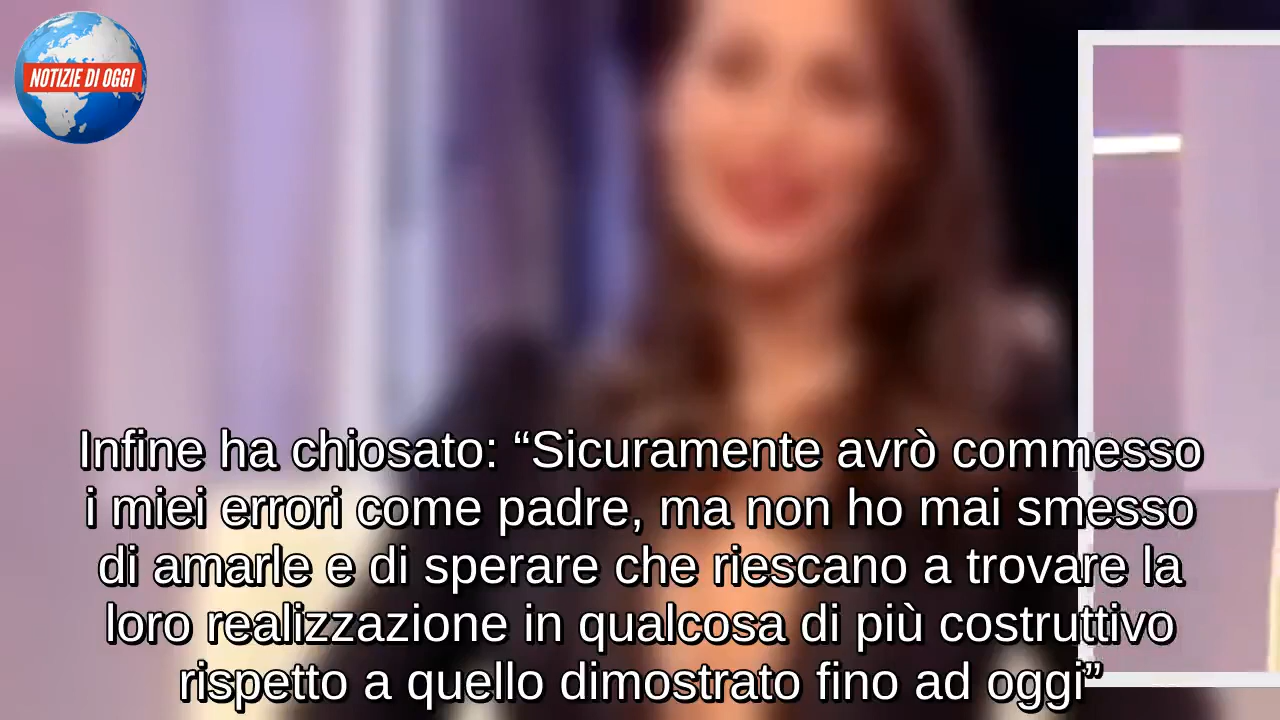 NOTIZIE DI OGGI
Infine ha chiosato: “Sicuramente avrò commesso
i miei errori come padre, ma non ho mai smesso
di amarle e di sperare che riescano a trovare la
loro realizzazione in qualcosa di più costruttivo
rispetto a quello dimostrato fino ad oggi”